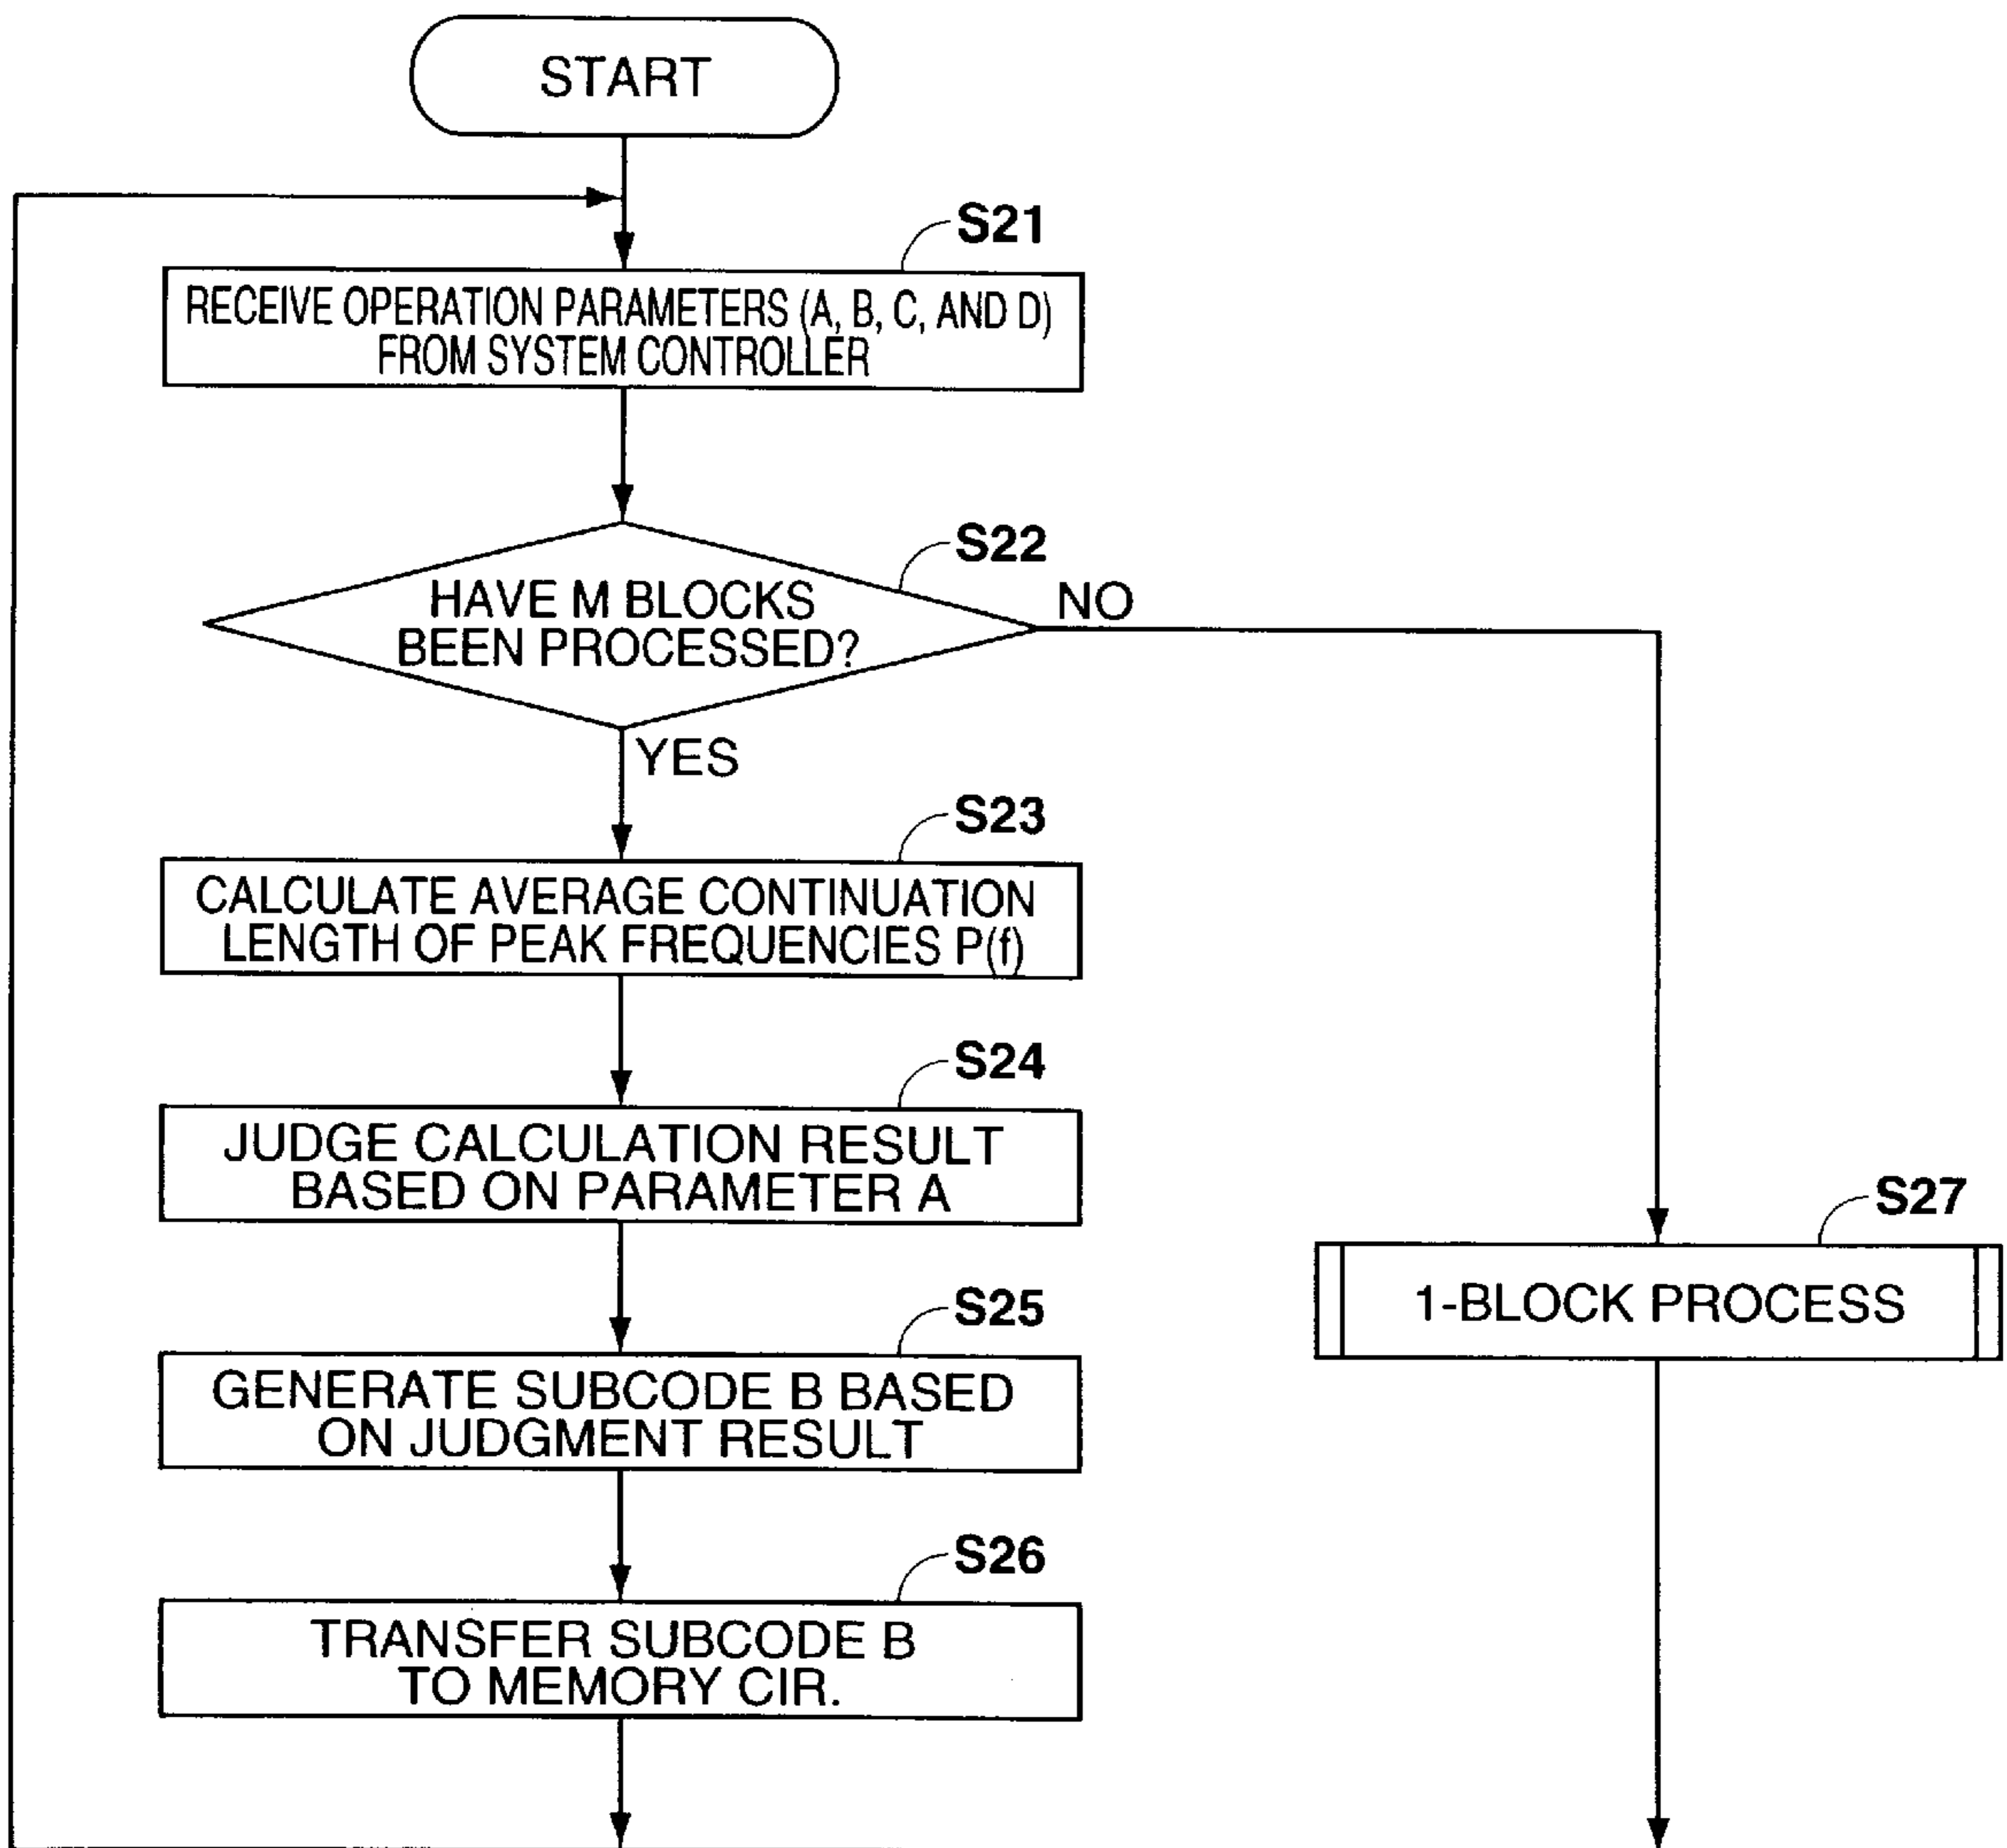 START
S21
RECEIVE OPERATION PARAMETERS (A, B, C, AND D)
FROM SYSTEM CONTROLLER
S22
HAVE M BLOCKS
BEEN PROCESSED?
NO
YES
S23
CALCULATE AVERAGE CONTINUATION
LENGTH OF PEAK FREQUENCIES P(f)
S24
JUDGE CALCULATION RESULT
BASED ON PARAMETER A
S27
1-BLOCK PROCESS
S25
GENERATE SUBCODE B BASED
ON JUDGMENT RESULT
S26
TRANSFER SUBCODE B
TO MEMORY CIR.